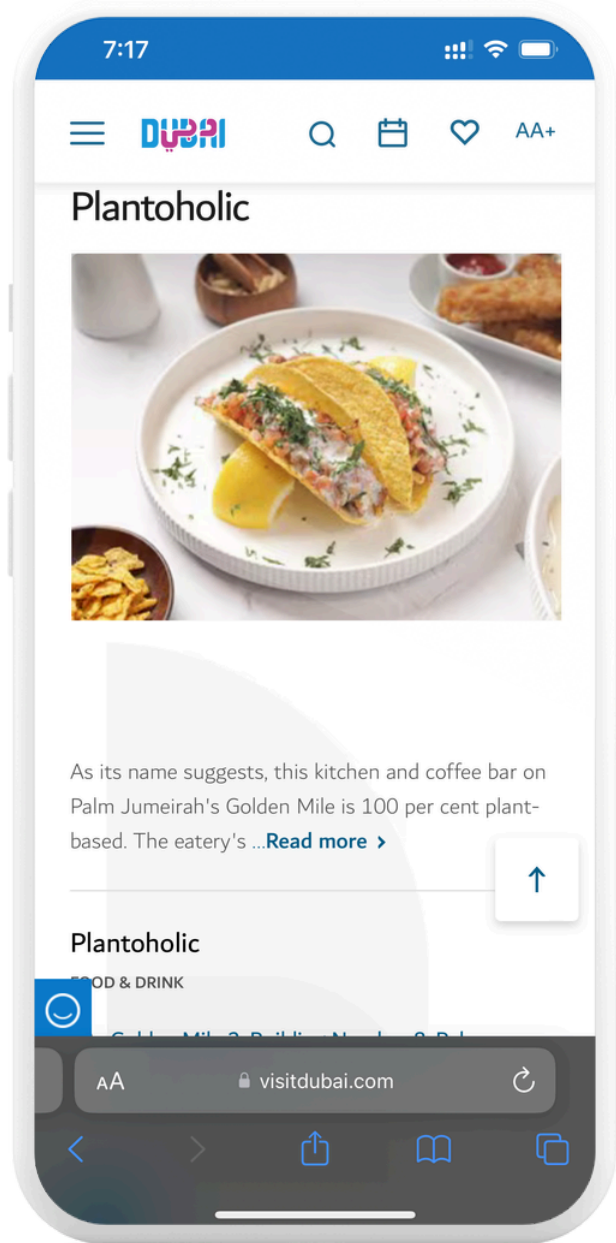 7:17
DUBAI
AA+
Plantoholic
As its name suggests, this kitchen and coffee bar on
Palm Jumeirah's Golden Mile is 100 per cent plant-
based. The eatery's ...Read more >
Plantoholic
FOOD & DRINK
AA
visitdubai.com